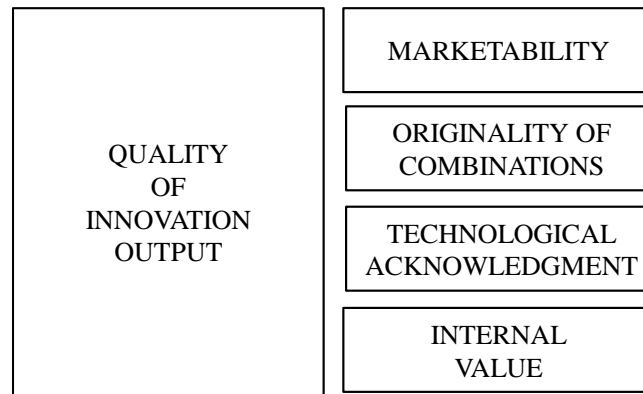 QUALITY
OF
INNOVATION
OUTPUT
MARKETABILITY
ORIGINALITY OF
COMBINATIONS
TECHNOLOGICAL
ACKNOWLEDGMENT
INTERNAL
VALUE